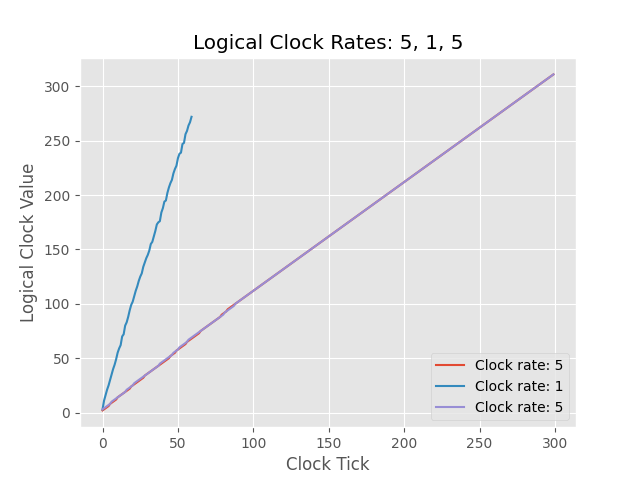 Logical Clock Rates: 5, 1, 5
300
250
200
150
100
50
0
Logical Clock Value
0 50 100 150 200 250 300
Clock Tick
Clock rate: 5
Clock rate: 1
Clock rate: 5